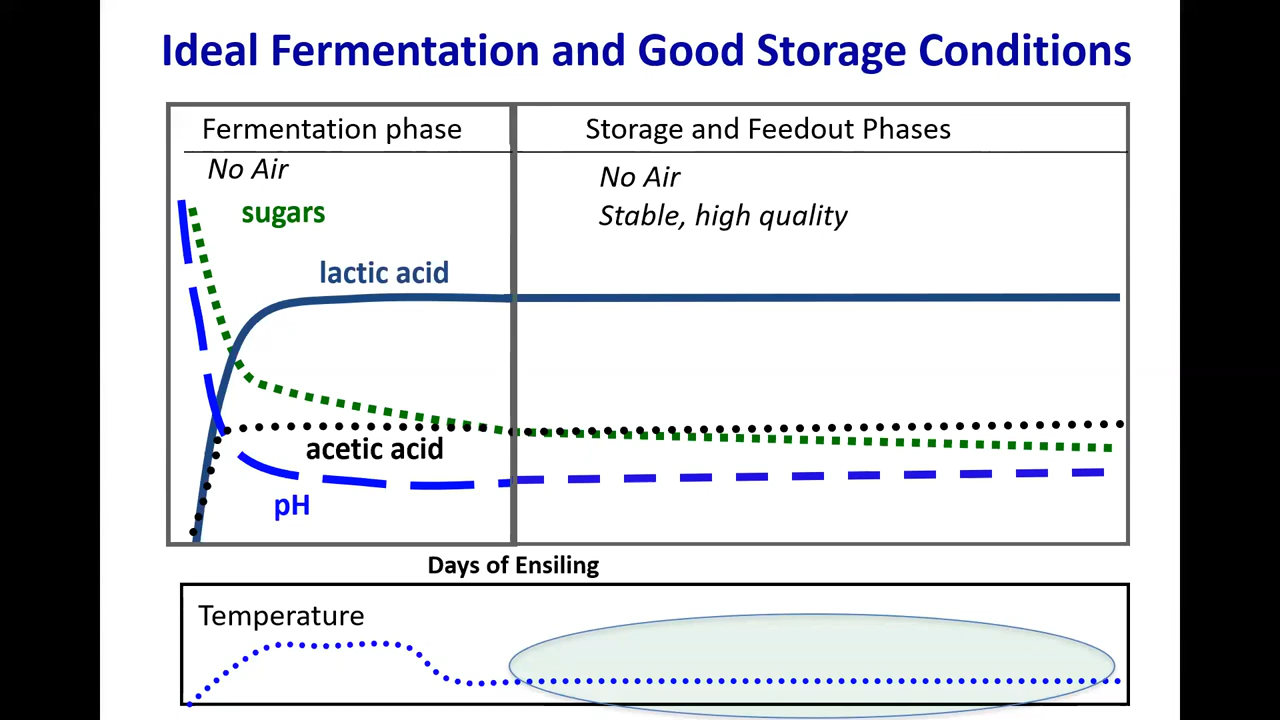 Ideal Fermentation and Good Storage Conditions
Fermentation phase
No Air
sugars
lactic acid
acetic acid
pH
Storage and Feedout Phases
No Air
Stable, high quality
Days of Ensiling
Temperature